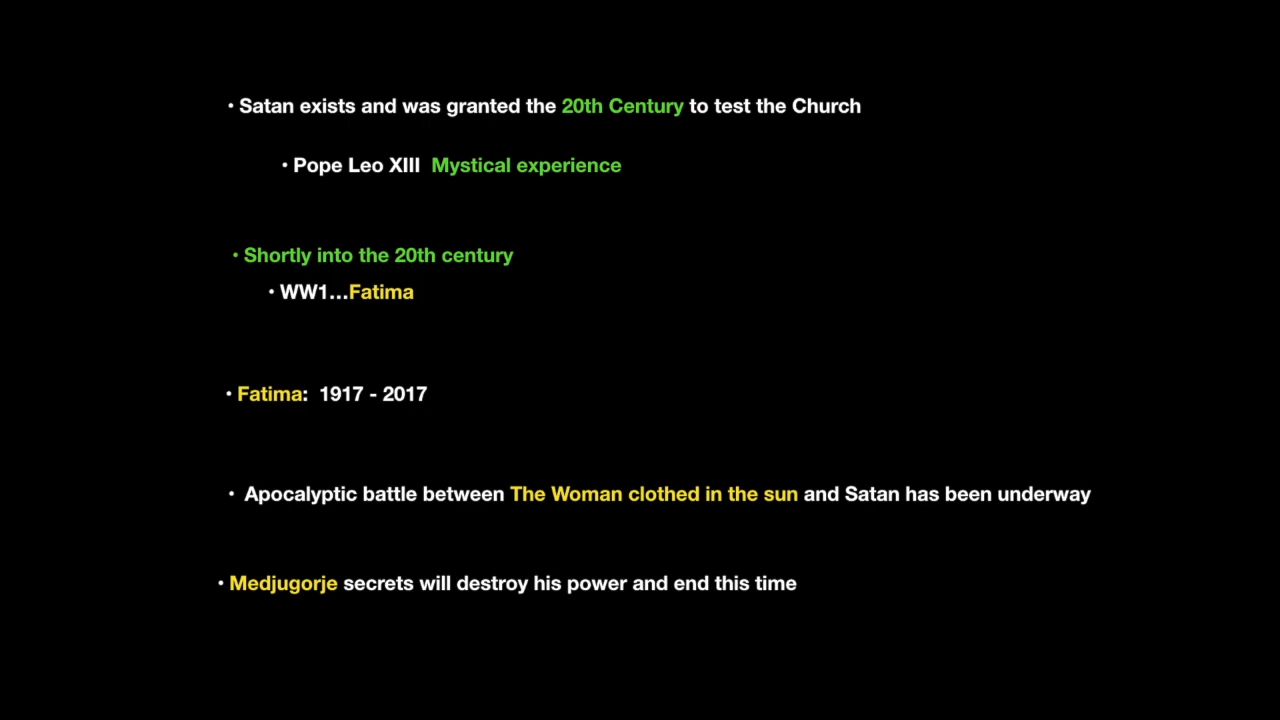 • Satan exists and was granted the 20th Century to test the Church
• Pope Leo XIII  Mystical experience
• Shortly into the 20th century
• WW1...Fatima
• Fatima:  1917 - 2017
•  Apocalyptic battle between The Woman clothed in the sun and Satan has been underway
• Medjugorje secrets will destroy his power and end this time